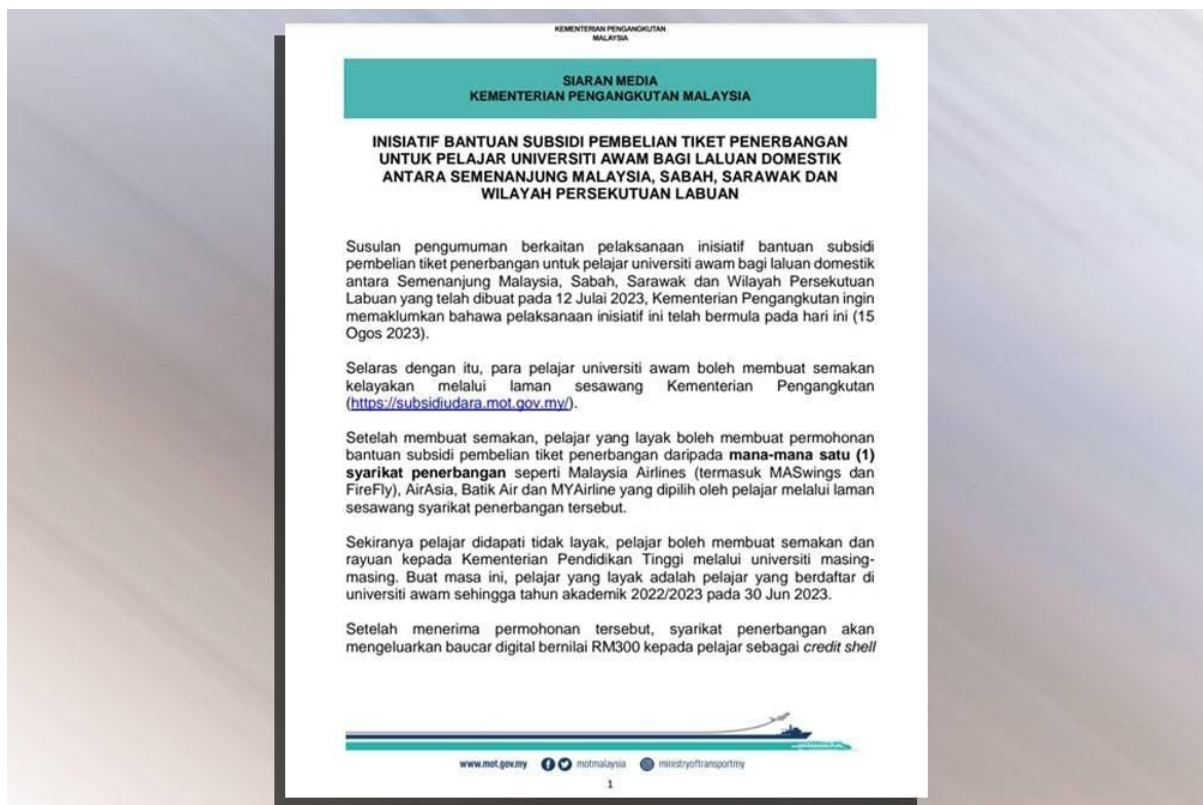 KEMENTERIAN PENGANGKUTAN
MALAYSIA
SIARAN MEDIA
KEMENTERIAN PENGANGKUTAN MALAYSIA
INISIATIF BANTUAN SUBSIDI PEMBELIAN TIKET PENERBANGAN
UNTUK PELAJAR UNIVERSITI AWAM BAGI LALUAN DOMESTIK
ANTARA SEMENANJUNG MALAYSIA, SABAH, SARAWAK DAN
WILAYAH PERSEKUTUAN LABUAN
Susulan pengumuman berkaitan pelaksanaan inisiatif bantuan subsidi
pembelian tiket penerbangan untuk pelajar universiti awam bagi laluan domestik
antara Semenanjung Malaysia, Sabah, Sarawak dan Wilayah Persekutuan
Labuan yang telah dibuat pada 12 Julai 2023, Kementerian Pengangkutan ingin
memaklumkan bahawa pelaksanaan inisiatif ini telah bermula pada hari ini (15
Ogos 2023).
Selaras dengan itu, para pelajar universiti awam boleh membuat semakan
kelayakan melalui laman sesawang Kementerian Pengangkutan
(https://subsidiudara.mot.gov.my/).
Setelah membuat semakan, pelajar yang layak boleh membuat permohonan
bantuan subsidi pembelian tiket penerbangan daripada mana-mana satu (1)
syarikat penerbangan seperti Malaysia Airlines (termasuk MASwings dan
FireFly), AirAsia, Batik Air dan MYAirline yang dipilih oleh pelajar melalui laman
sesawang syarikat penerbangan tersebut.
Sekiranya pelajar didapati tidak layak, pelajar boleh membuat semakan dan
rayuan kepada Kementerian Pendidikan Tinggi melalui universiti masing-
masing. Buat masa ini, pelajar yang layak adalah pelajar yang berdaftar di
universiti awam sehingga tahun akademik 2022/2023 pada 30 Jun 2023.
Setelah menerima permohonan tersebut, syarikat penerbangan akan
mengeluarkan baucar digital bernilai RM300 kepada pelajar sebagai credit shell
www.mot.gov.my motmalaysia ministryoftransportmy
1